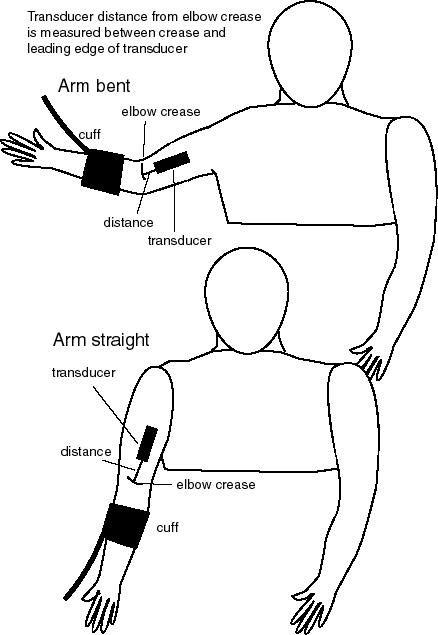 Transducer distance from elbow crease
is measured between crease and
leading edge of transducer
Arm bent
elbow crease
cuff
distance
transducer
Arm straight
transducer
distance
elbow crease
cuff